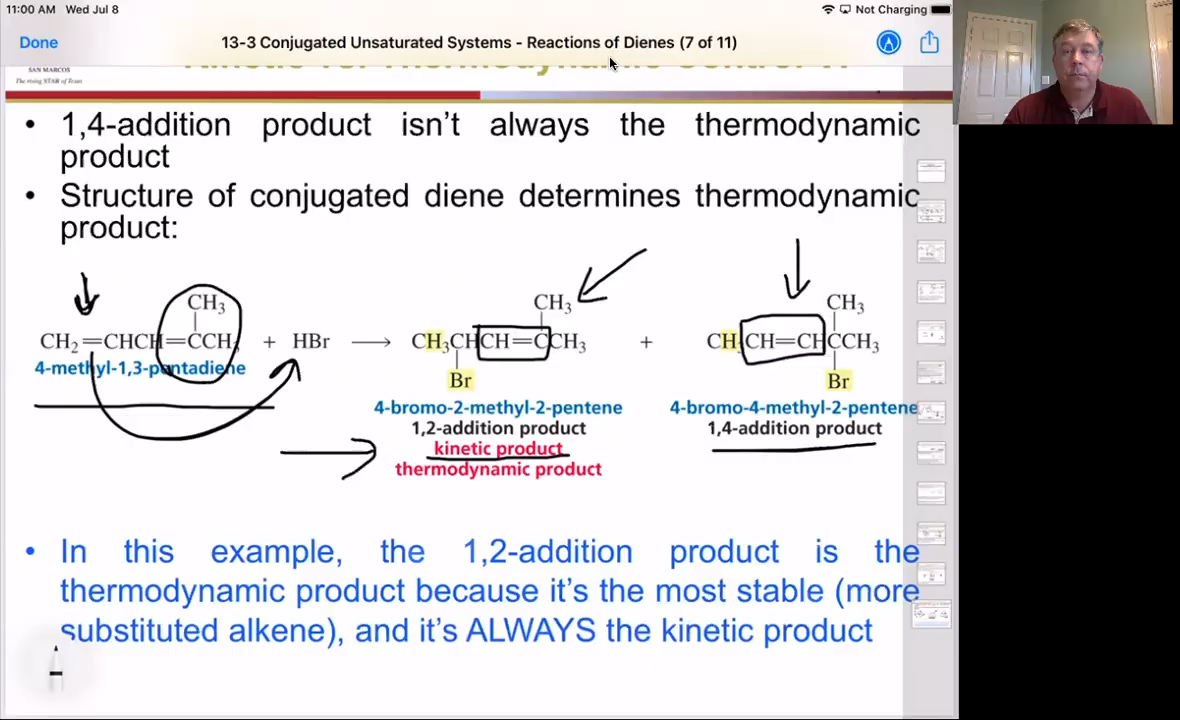 11:00 AM Wed Jul 8
Not Charging
Done
13-3 Conjugated Unsaturated Systems - Reactions of Dienes (7 of 11)
SAN MARCOS
The rising STAR of Texas
• 1,4-addition product isn't always the thermodynamic
product
• Structure of conjugated diene determines thermodynamic
product:
CH3 CH3 CH3
CH2=CHCH=CCH3 + HBr → CH3CHCH=CCH3 + CH3CH=CHCCH3
Br Br
4-methyl-1,3-pentadiene
4-bromo-2-methyl-2-pentene 4-bromo-4-methyl-2-pentene
1,2-addition product 1,4-addition product
kinetic product
thermodynamic product
• In this example, the 1,2-addition product is the
thermodynamic product because it's the most stable (more
substituted alkene), and it's ALWAYS the kinetic product